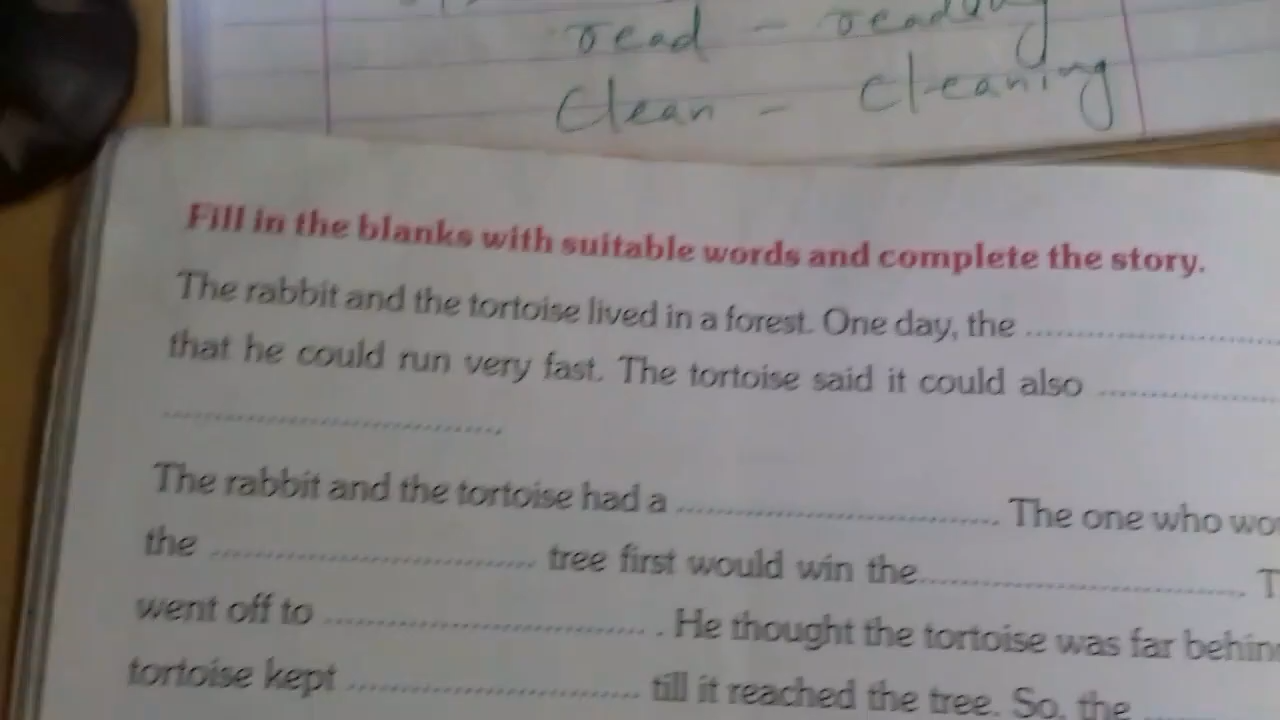 read - reading
clean - cleaning
Fill in the blanks with suitable words and complete the story.
The rabbit and the tortoise lived in a forest. One day, the ..............................
that he could run very fast. The tortoise said it could also ..............................
..............................
The rabbit and the tortoise had a .............................. . The one who
the .............................. tree first would win the.............................. .
went off to .............................. . He thought the tortoise was far
tortoise kept .............................. till it reached the tree. So, the ..........